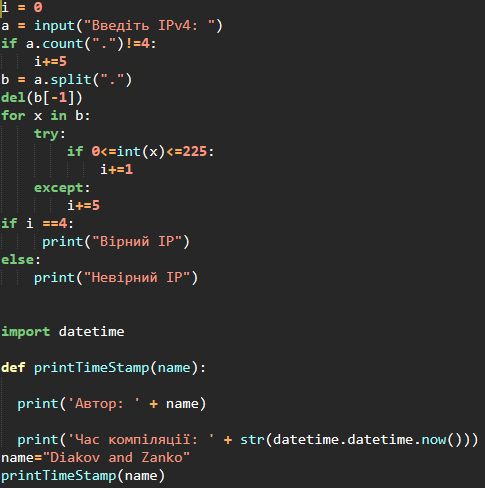 i = 0
a = input("Введіть IPv4: ")
if a.count(".")!=4:
    i+=5
b = a.split(".")
del(b[-1])
for x in b:
    try:
        if 0<=int(x)<=225:
            i+=1
    except:
        i+=5
if i ==4:
     print("Вірний IP")
else:
    print("Невірний IP")
import datetime
def printTimeStamp(name):
  print('Автор: ' + name)
  print('Час компіляції: ' + str(datetime.datetime.now()))
name="Diakov and Zanko"
printTimeStamp(name)